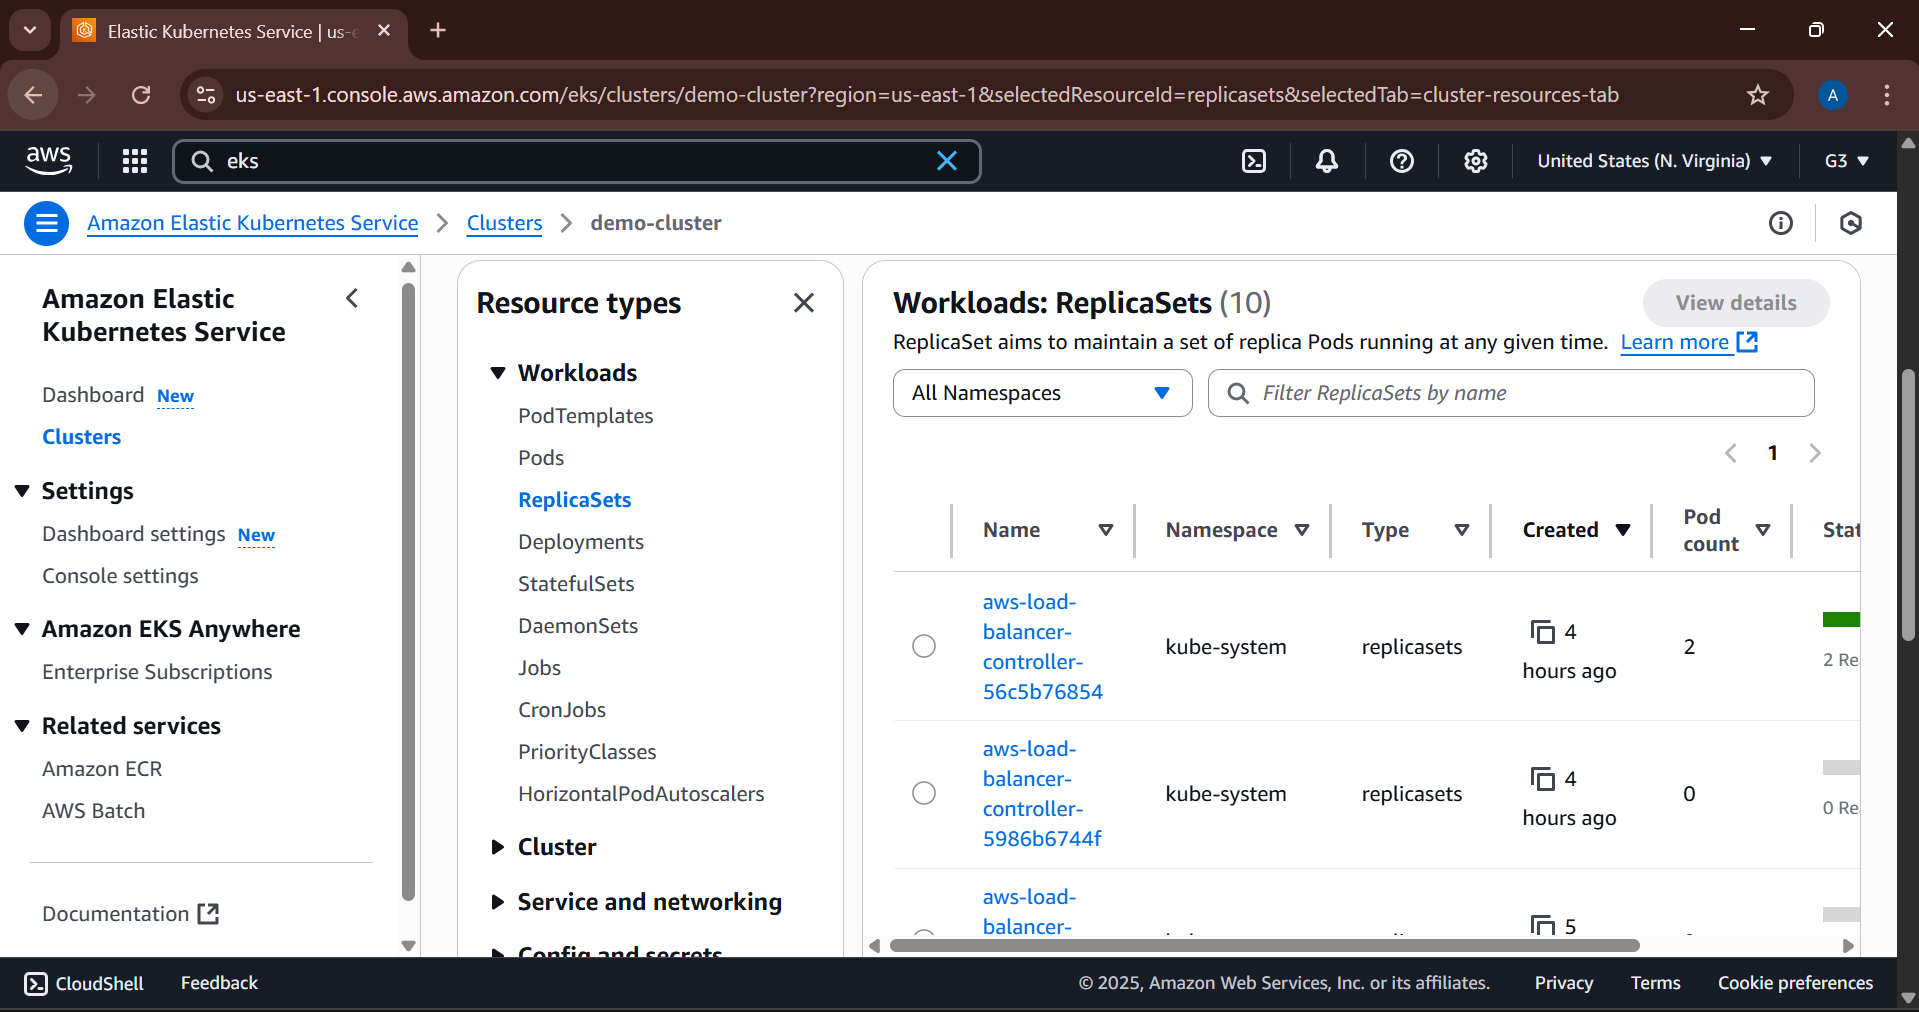 Elastic Kubernetes Service | us-e
us-east-1.console.aws.amazon.com/eks/clusters/demo-cluster?region=us-east-1&selectedResourceId=replicasets&selectedTab=cluster-resources-tab
A
aws
eks
United States (N. Virginia)
G3
Amazon Elastic Kubernetes Service
Clusters
demo-cluster
Amazon Elastic
Kubernetes Service
Dashboard New
Clusters
Settings
Dashboard settings New
Console settings
Amazon EKS Anywhere
Enterprise Subscriptions
Related services
Amazon ECR
AWS Batch
Documentation
Resource types
Workloads
PodTemplates
Pods
ReplicaSets
Deployments
StatefulSets
DaemonSets
Jobs
CronJobs
PriorityClasses
HorizontalPodAutoscalers
Cluster
Service and networking
Config and secrets
Workloads: ReplicaSets (10)
View details
ReplicaSet aims to maintain a set of replica Pods running at any given time. Learn more
All Namespaces
Filter ReplicaSets by name
1
Name
Namespace
Type
Created
Pod
count
Stat
aws-load-
balancer-
controller-
56c5b76854
kube-system
replicasets
4
hours ago
2
2 Re
aws-load-
balancer-
controller-
5986b6744f
kube-system
replicasets
4
hours ago
0
0 Re
aws-load-
balancer-
5
CloudShell
Feedback
© 2025, Amazon Web Services, Inc. or its affiliates.
Privacy
Terms
Cookie preferences